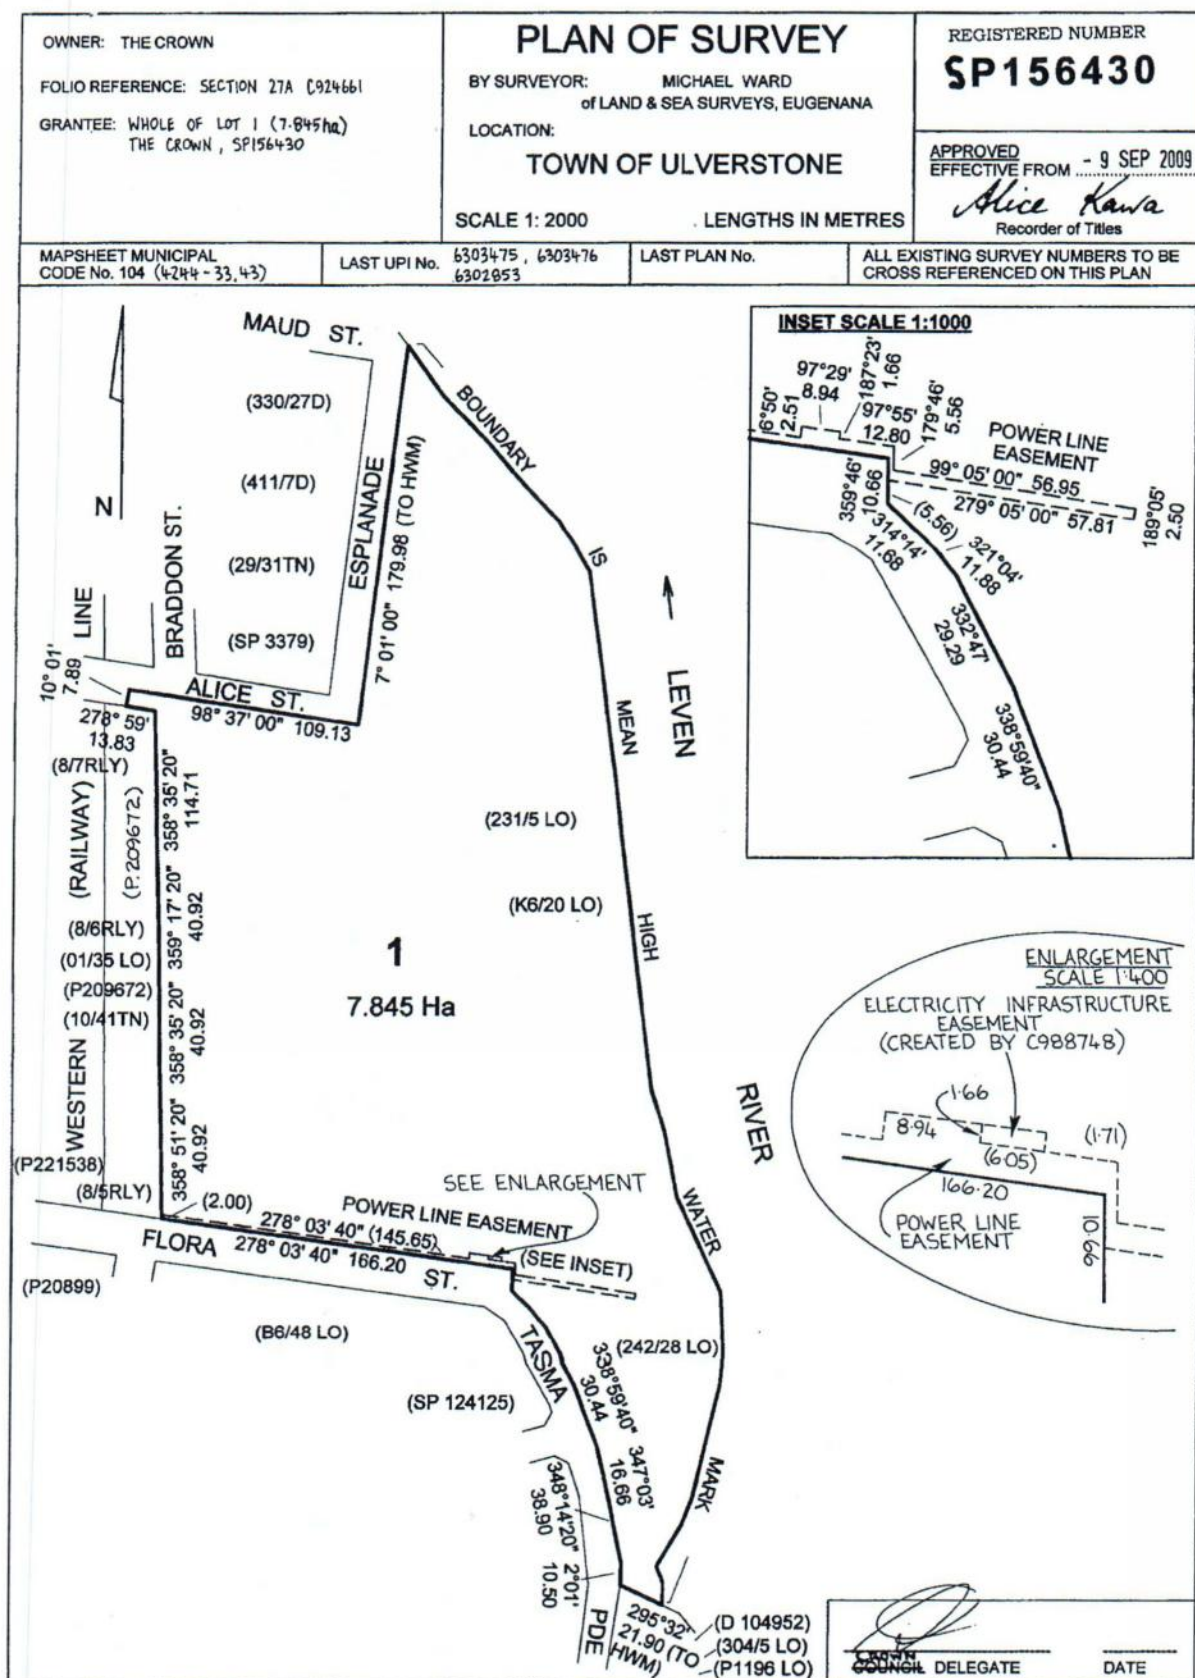 OWNER: THE CROWN
FOLIO REFERENCE: SECTION 27A C924661
GRANTEE: WHOLE OF LOT 1 (7.845ha)
THE CROWN, SP156430
PLAN OF SURVEY
BY SURVEYOR: MICHAEL WARD
of LAND & SEA SURVEYS, EUGENANA
LOCATION:
TOWN OF ULVERSTONE
SCALE 1: 2000 LENGTHS IN METRES
REGISTERED NUMBER
SP156430
APPROVED
EFFECTIVE FROM - 9 SEP 2009
Alice Kawa
Recorder of Titles
MAPSHEET MUNICIPAL
CODE No. 104 (4244-33,43)
LAST UPI No. 6303475, 6303476
6302853
LAST PLAN No.
ALL EXISTING SURVEY NUMBERS TO BE
CROSS REFERENCED ON THIS PLAN
MAUD ST.
(330/27D)
(411/7D)
(29/31TN)
(SP 3379)
N
LINE
BRADDON ST.
ESPLANADE
7° 01' 00" 179.98 (TO HWM)
BOUNDARY
IS
MEAN
HIGH
WATER
MARK
LEVEN
RIVER
10° 01'
7.89
ALICE ST.
98° 37' 00" 109.13
278° 59'
13.83
(8/7RLY)
(RAILWAY)
(P.209672)
358° 35' 20"
114.71
359° 17' 20"
40.92
(8/6RLY)
(01/35 LO)
(P209672)
(10/41TN)
358° 35' 20"
40.92
WESTERN
358° 51' 20"
40.92
(P221538)
(8/5RLY)
(231/5 LO)
(K6/20 LO)
1
7.845 Ha
(2.00)
POWER LINE EASEMENT
278° 03' 40" (145.65)
SEE ENLARGEMENT
(SEE INSET)
FLORA ST.
278° 03' 40" 166.20
(P20899)
(B6/48 LO)
(SP 124125)
TASMA
PDE
(242/28 LO)
338°59'40"
30.44
347°03'
16.66
348°14'20"
38.90
2°01'
10.50
295°32'
21.90 (TO
HWM)
(D 104952)
(304/5 LO)
(P1196 LO)
INSET SCALE 1:1000
6°50'
2.51
97°29'
8.94
187°23'
1.66
97°55'
12.80
179°46'
5.56
POWER LINE
EASEMENT
99° 05' 00" 56.95
279° 05' 00" 57.81
189°05'
2.50
359°46'
10.66
(5.56)
314°14'
11.68
321°04'
11.88
332°47'
29.29
338°59'40"
30.44
ENLARGEMENT
SCALE 1:400
ELECTRICITY INFRASTRUCTURE
EASEMENT
(CREATED BY C988748)
1.66
8.94
(1.71)
(6.05)
166.20
POWER LINE
EASEMENT
10.66
CROWN
COUNCIL DELEGATE DATE